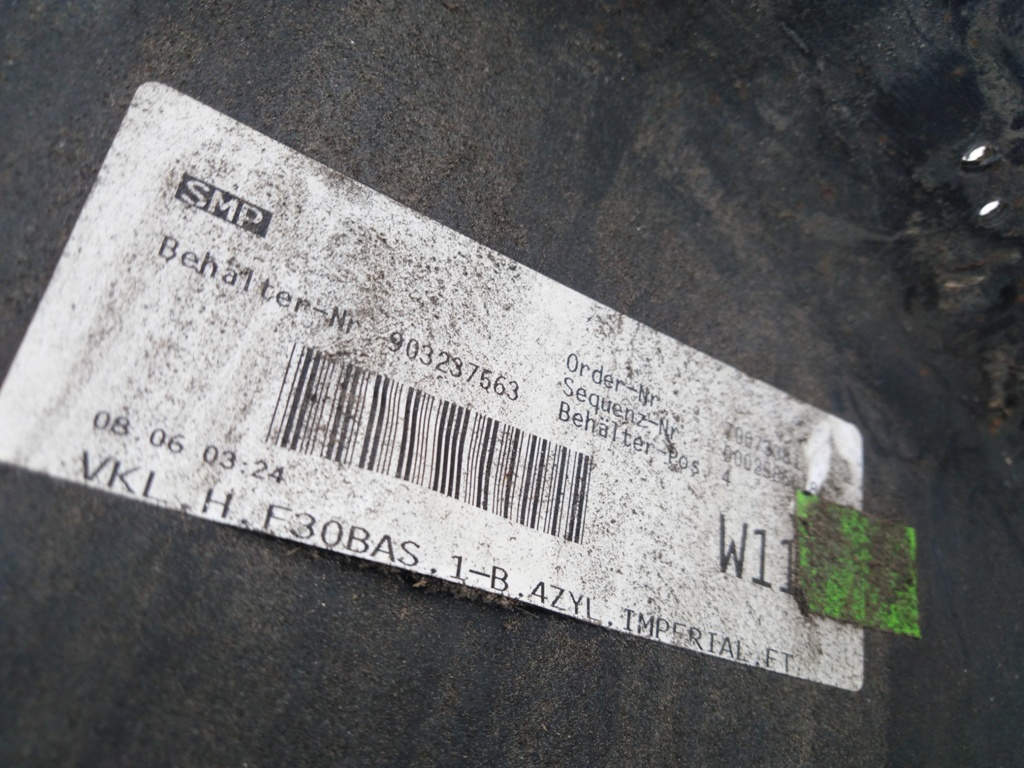 SMP
Behälter-Nr 903237563
Order-Nr
Sequenz-Nr
Behälter-Pos. 4
08.06 03:24
W11
VKL.H.F30BAS.1-B.4ZYL.IMPERIAL.FT